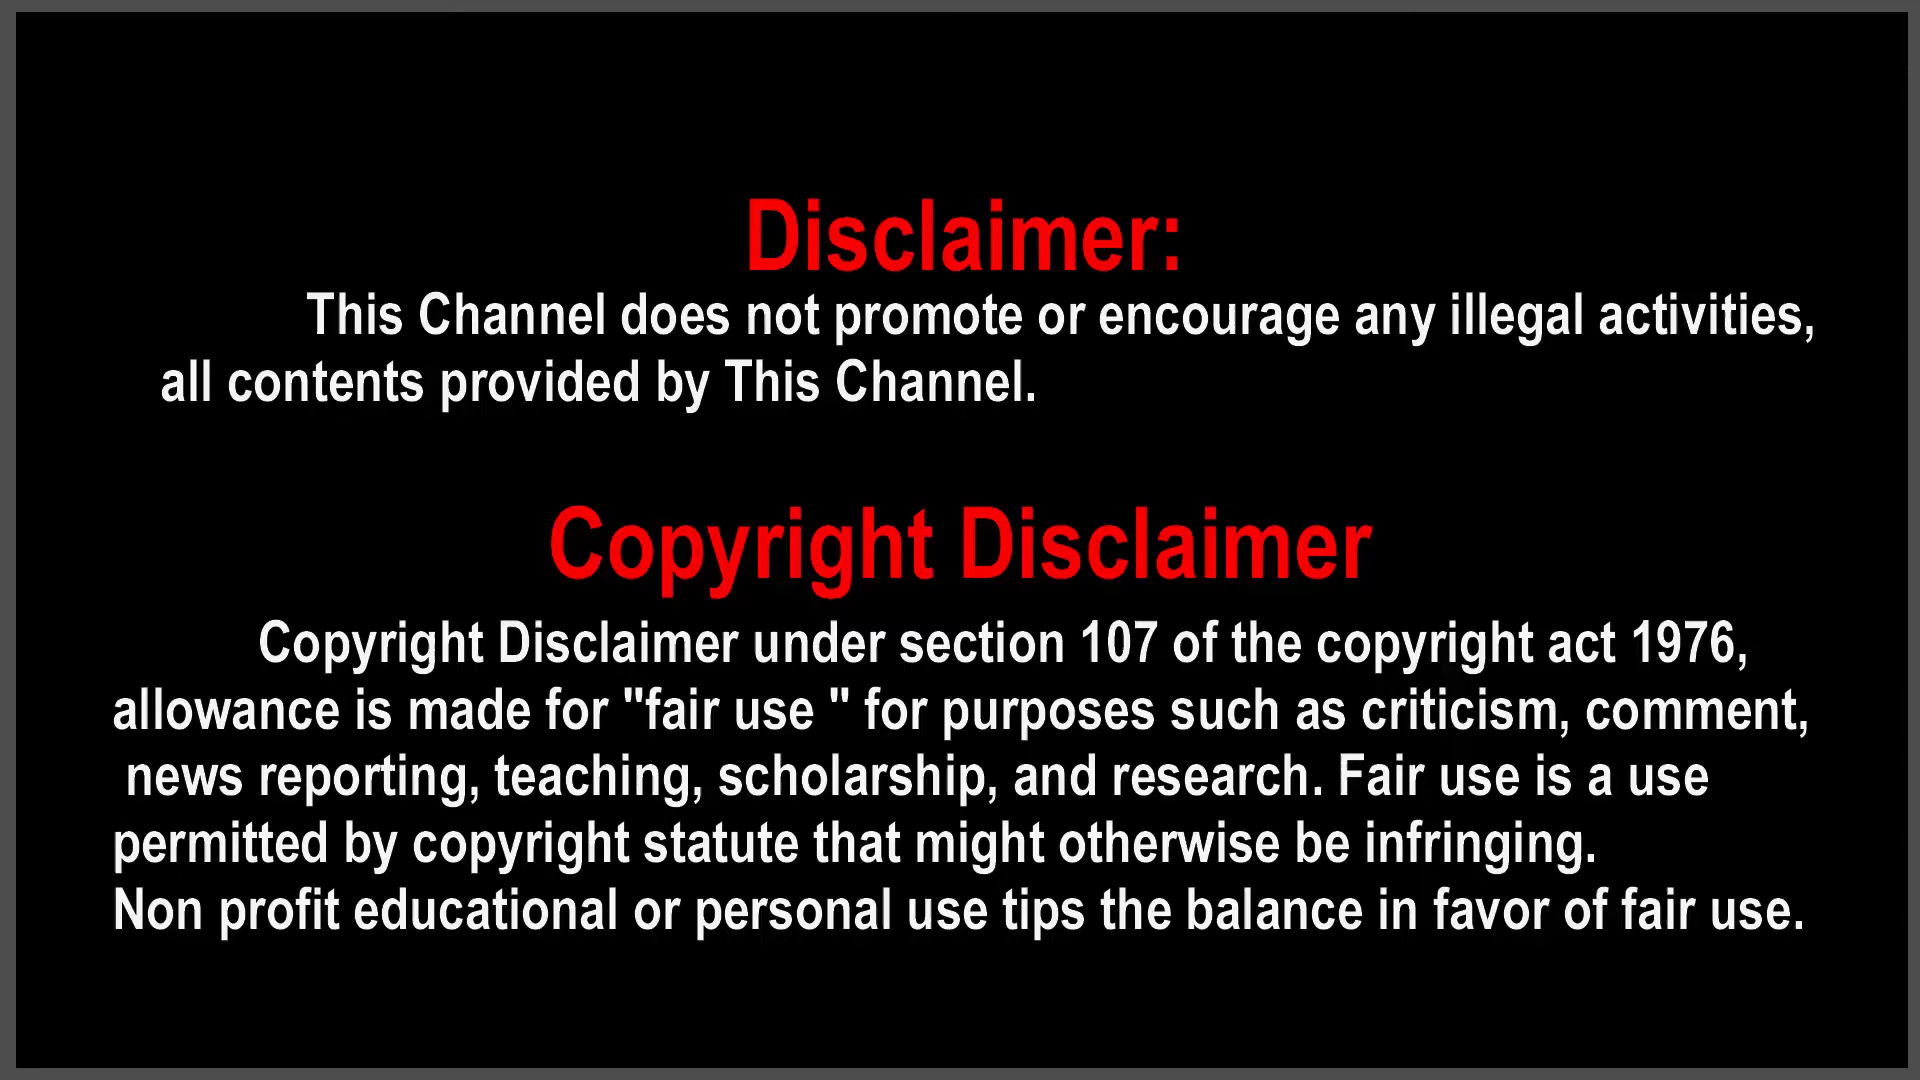 Disclaimer:
This Channel does not promote or encourage any illegal activities,
all contents provided by This Channel.
Copyright Disclaimer
Copyright Disclaimer under section 107 of the copyright act 1976,
allowance is made for "fair use " for purposes such as criticism, comment,
news reporting, teaching, scholarship, and research. Fair use is a use
permitted by copyright statute that might otherwise be infringing.
Non profit educational or personal use tips the balance in favor of fair use.